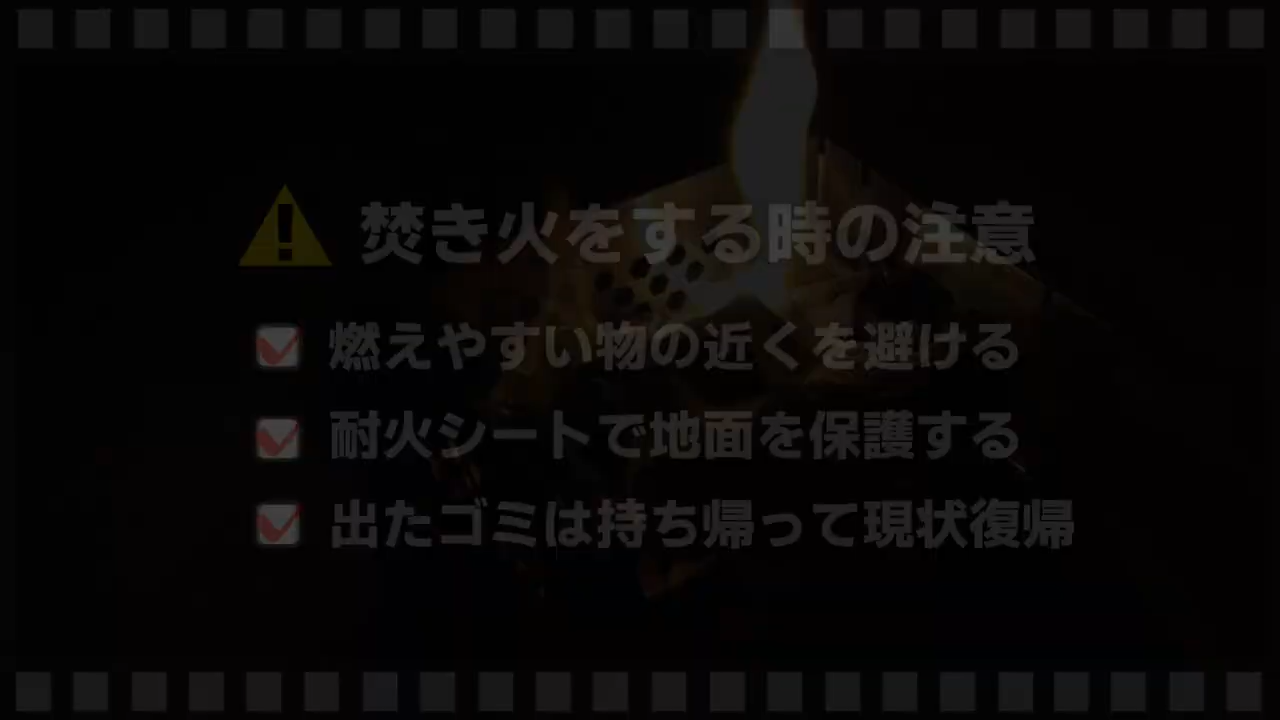 焚き火をする時の注意
燃えやすい物の近くを避ける
耐火シートで地面を保護する
出たゴミは持ち帰って現状復帰